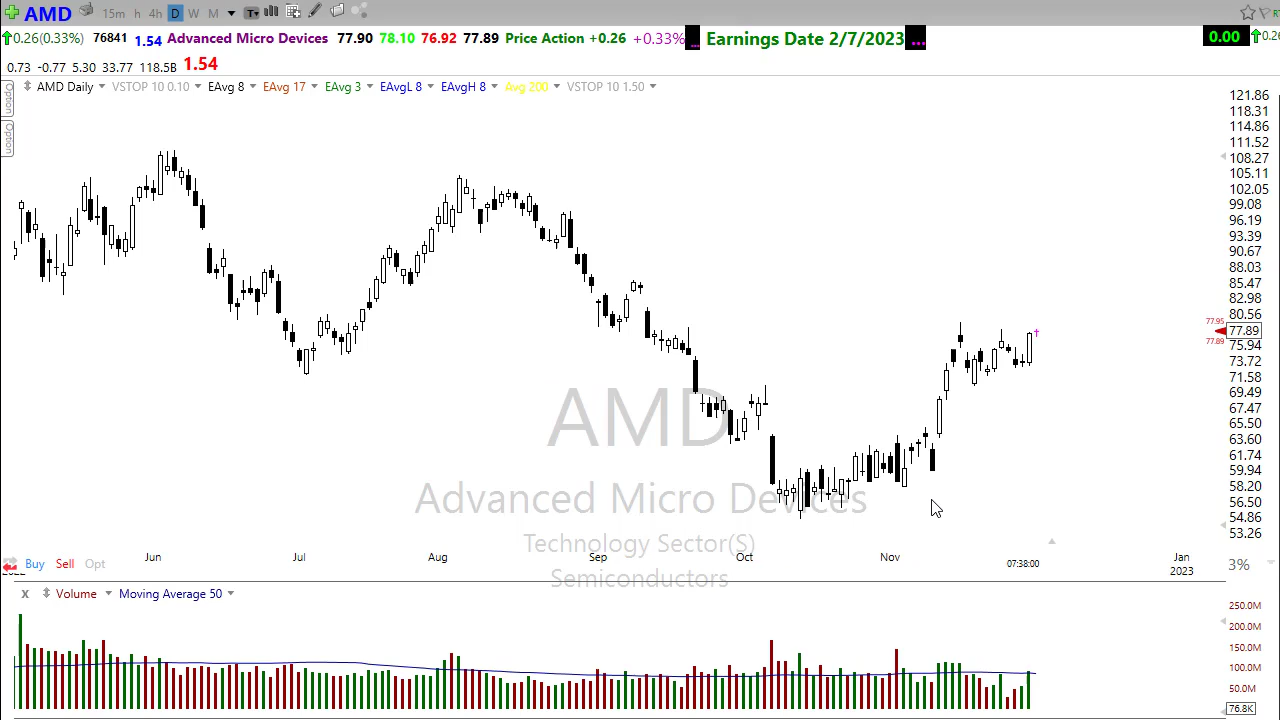 AMD 15m h 4h D W M T
0.26(0.33%) 76841 1.54 Advanced Micro Devices 77.90 78.10 76.92 77.89 Price Action +0.26 +0.33% ... Earnings Date 2/7/2023 ... 0.00 0.26
0.73 -0.77 5.30 33.77 118.5B 1.54
AMD Daily VSTOP 10 0.10 EAvg 8 EAvg 17 EAvg 3 EAvgL 8 EAvgH 8 Avg 200 VSTOP 10 1.50
Option
Option
121.86
118.31
114.86
111.52
108.27
105.11
102.05
99.08
96.19
93.39
90.67
88.03
85.47
82.98
80.56
77.95
77.89
77.89
75.94
73.72
71.58
69.49
67.47
65.50
63.60
61.74
59.94
58.20
56.50
54.86
53.26
AMD
Advanced Micro Devices
Technology Sector(S)
Semiconductors
Jun Jul Aug Sep Oct Nov Jan
Buy Sell Opt 07:38:00 2023 3%
x Volume Moving Average 50
250.0M
200.0M
150.0M
100.0M
50.0M
76.8K